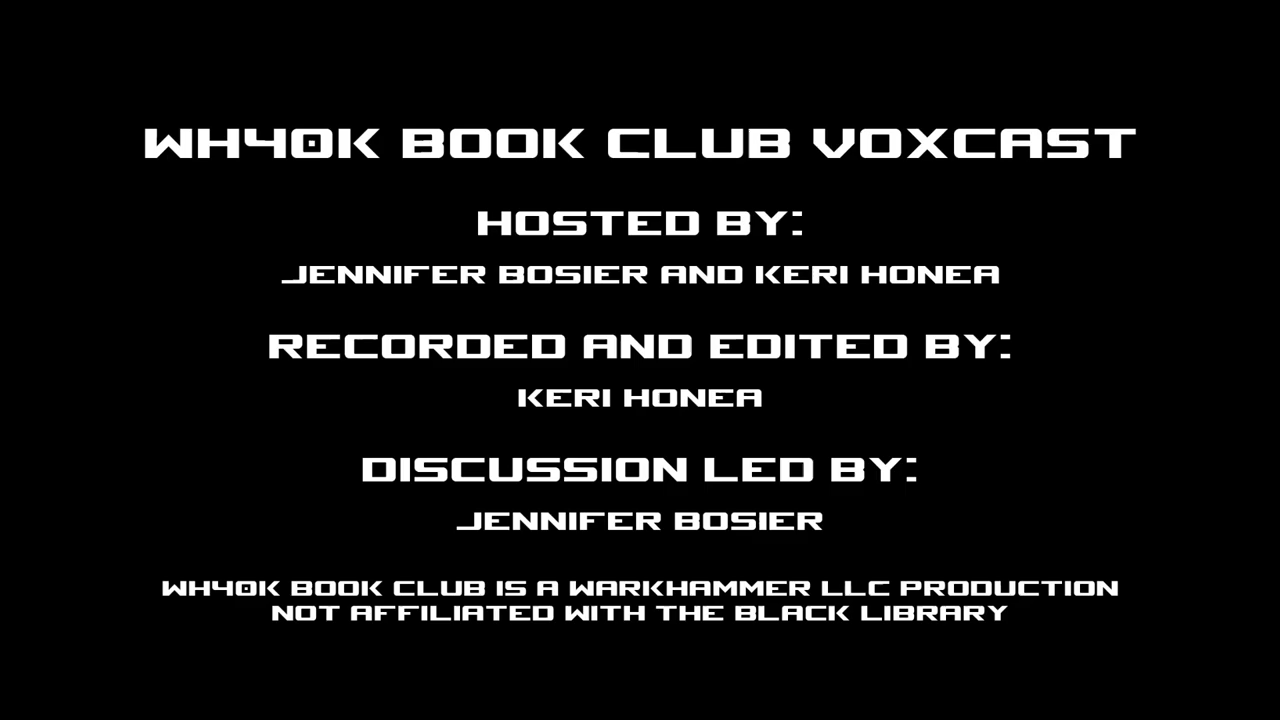 WH40K BOOK CLUB VOXCAST
HOSTED BY:
JENNIFER BOSIER AND KERI HONEA
RECORDED AND EDITED BY:
KERI HONEA
DISCUSSION LED BY:
JENNIFER BOSIER
WH40K BOOK CLUB IS A WARKHAMMER LLC PRODUCTION
NOT AFFILIATED WITH THE BLACK LIBRARY